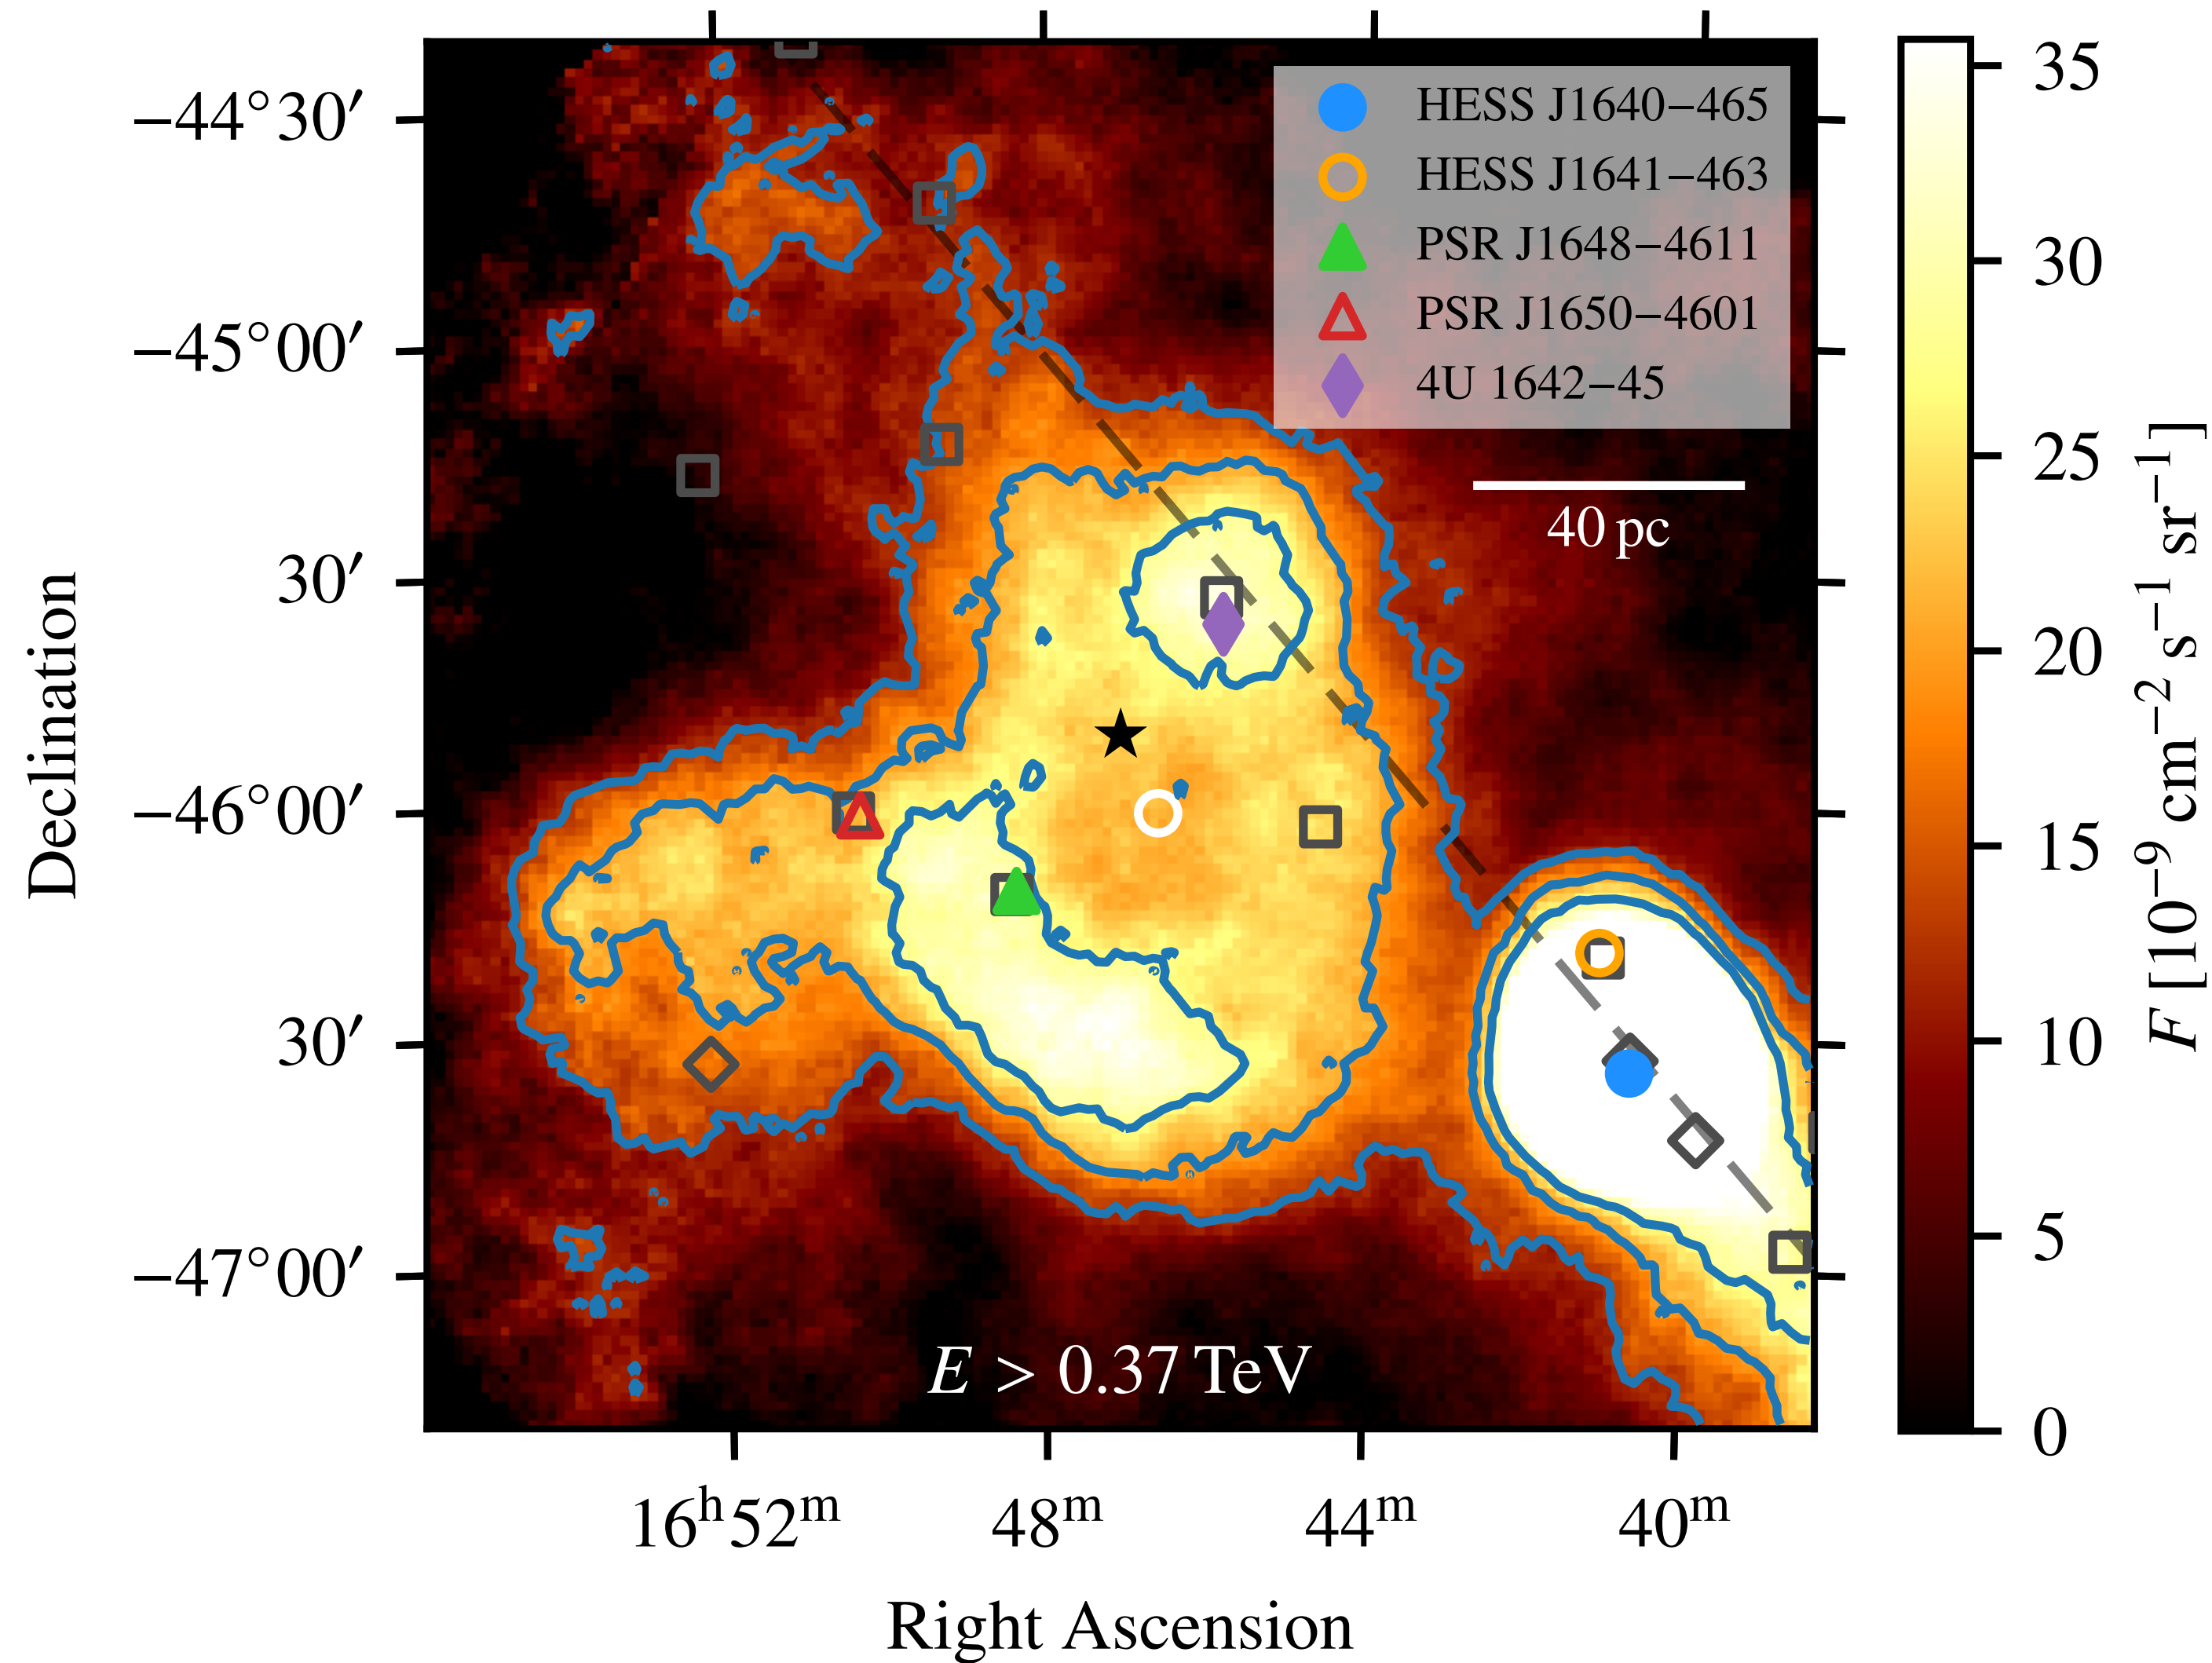 HESS J1640−465
HESS J1641−463
PSR J1648−4611
PSR J1650−4601
4U 1642−45
40 pc
E > 0.37 TeV
−44°30′
−45°00′
30′
−46°00′
30′
−47°00′
Declination
16ʰ52ᵐ
48ᵐ
44ᵐ
40ᵐ
Right Ascension
35
30
25
20
15
10
5
0
F [10⁻⁹ cm⁻² s⁻¹ sr⁻¹]